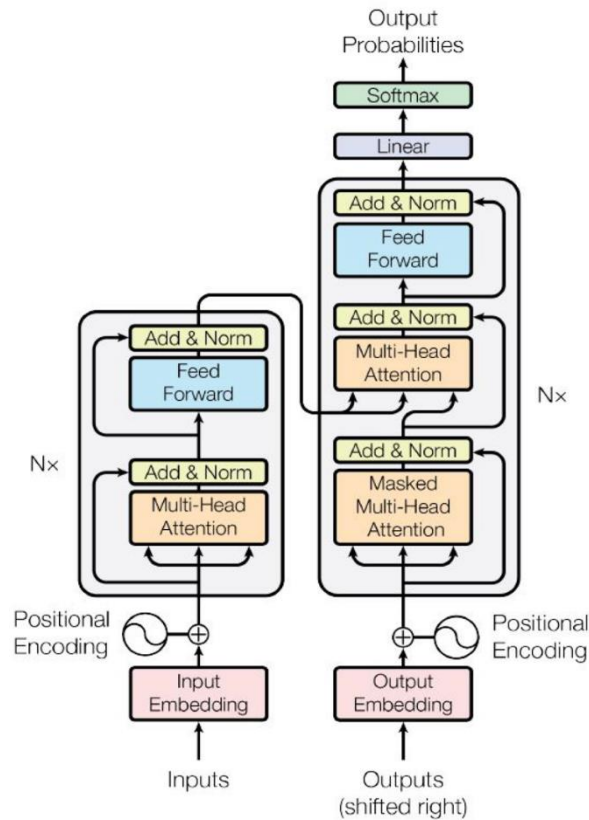 Output
Probabilities
Softmax
Linear
Add & Norm
Feed
Forward
Add & Norm
Multi-Head
Attention
Add & Norm
Masked
Multi-Head
Attention
N×
Add & Norm
Feed
Forward
Add & Norm
Multi-Head
Attention
N×
Positional
Encoding
Input
Embedding
Inputs
Positional
Encoding
Output
Embedding
Outputs
(shifted right)